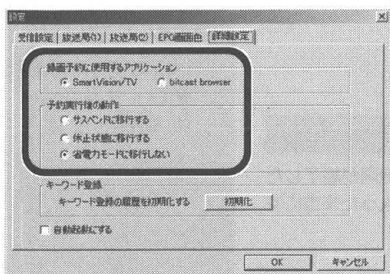 設定
受信設定 放送局(1) 放送局(2) EPG画面色 詳細設定
録画予約に使用するアプリケーション
SmartVision/TV bitcast browser
予約実行後の動作
サスペンドに移行する
休止状態に移行する
省電力モードに移行しない
キーワード登録
キーワード登録の履歴を初期化する 初期化
自動起動にする
OK キャンセル